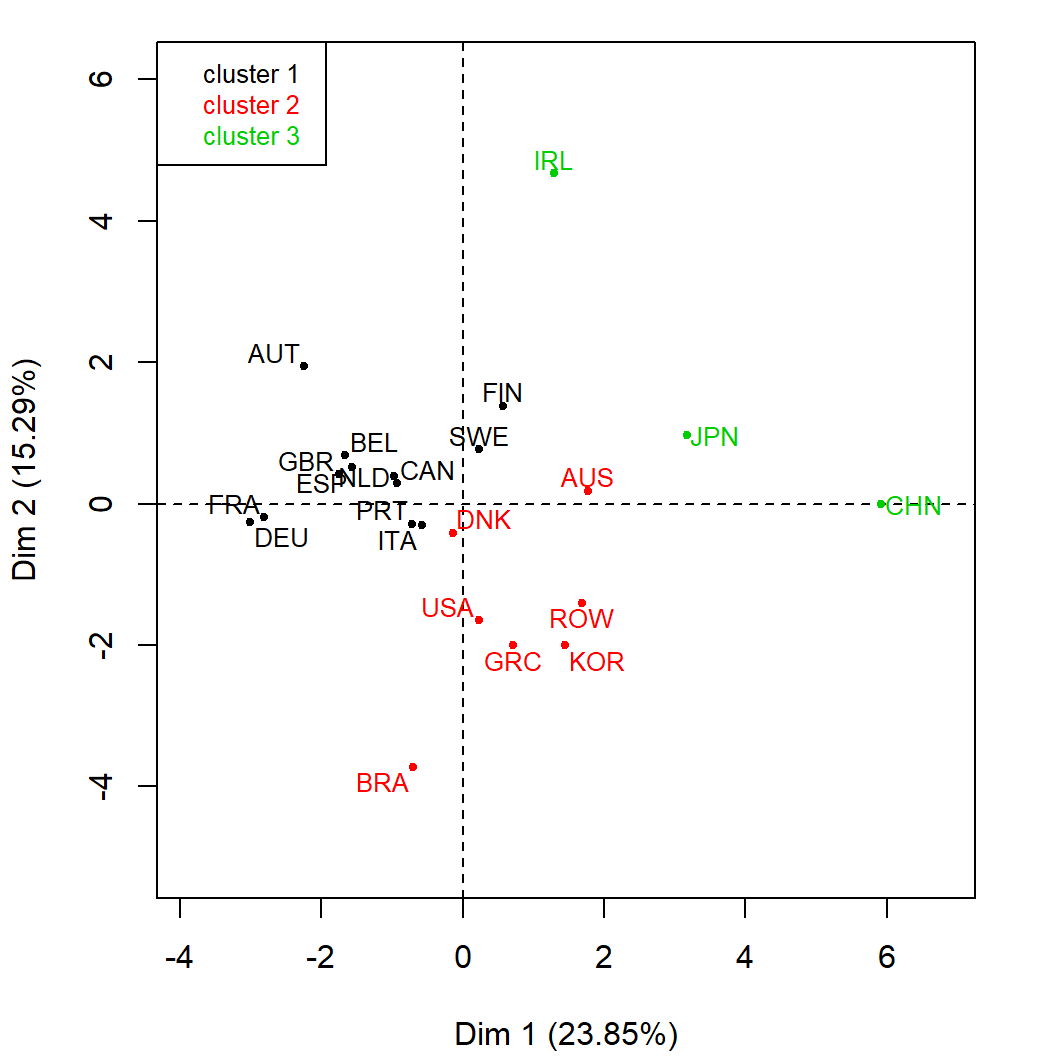 cluster 1
cluster 2
cluster 3
6
4
2
0
-2
-4
IRL
AUT
FIN
SWE
BEL
JPN
GBR
NLD
CAN
ESP
AUS
FRA
CHN
PRT
DNK
DEU
ITA
USA
ROW
GRC
KOR
BRA
-4
-2
0
2
4
6
Dim 1 (23.85%)
Dim 2 (15.29%)